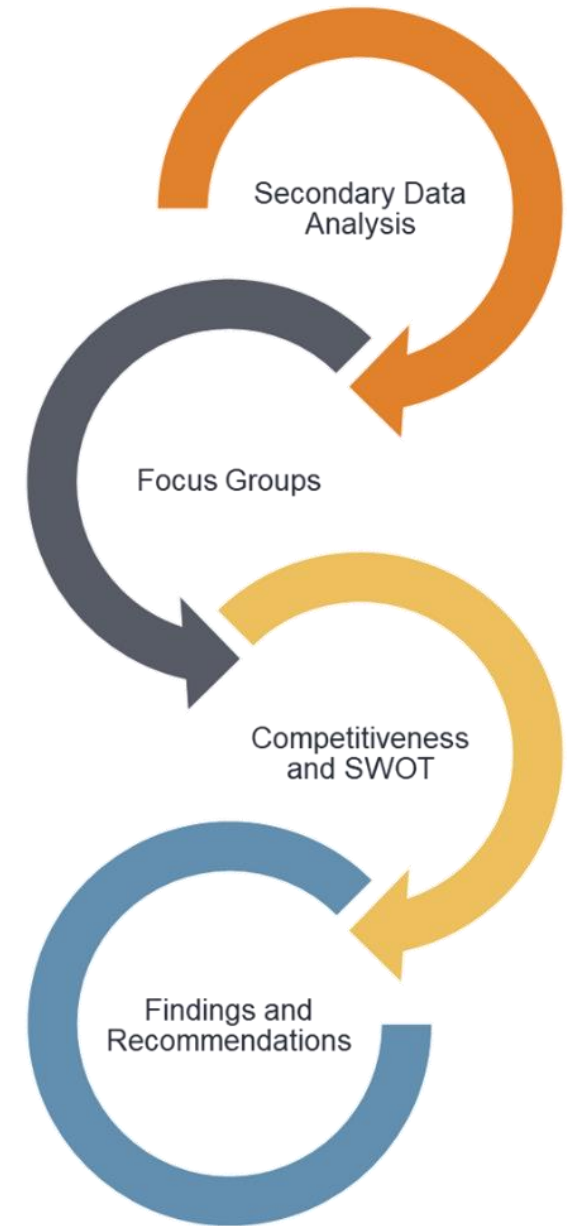 Secondary Data
Analysis
Focus Groups
Competitiveness
and SWOT
Findings and
Recommendations